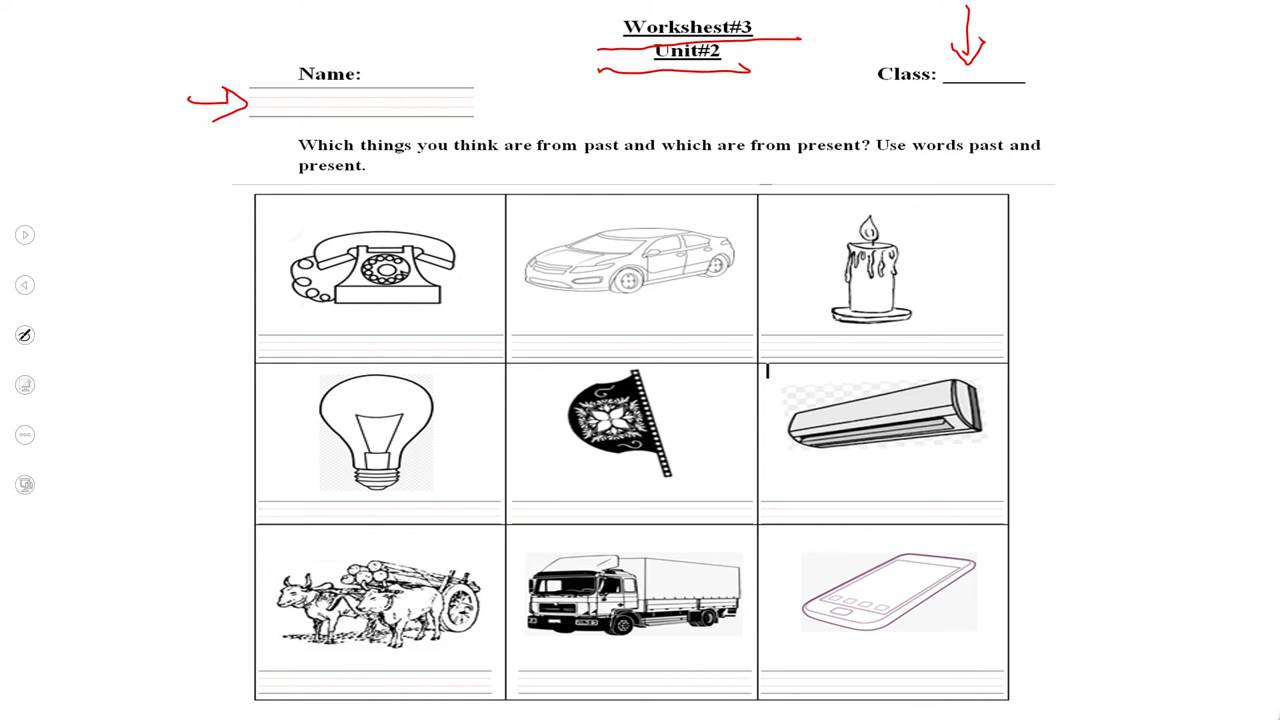 Workshest#3
Unit#2
Name:
Class:
Which things you think are from past and which are from present? Use words past and
present.